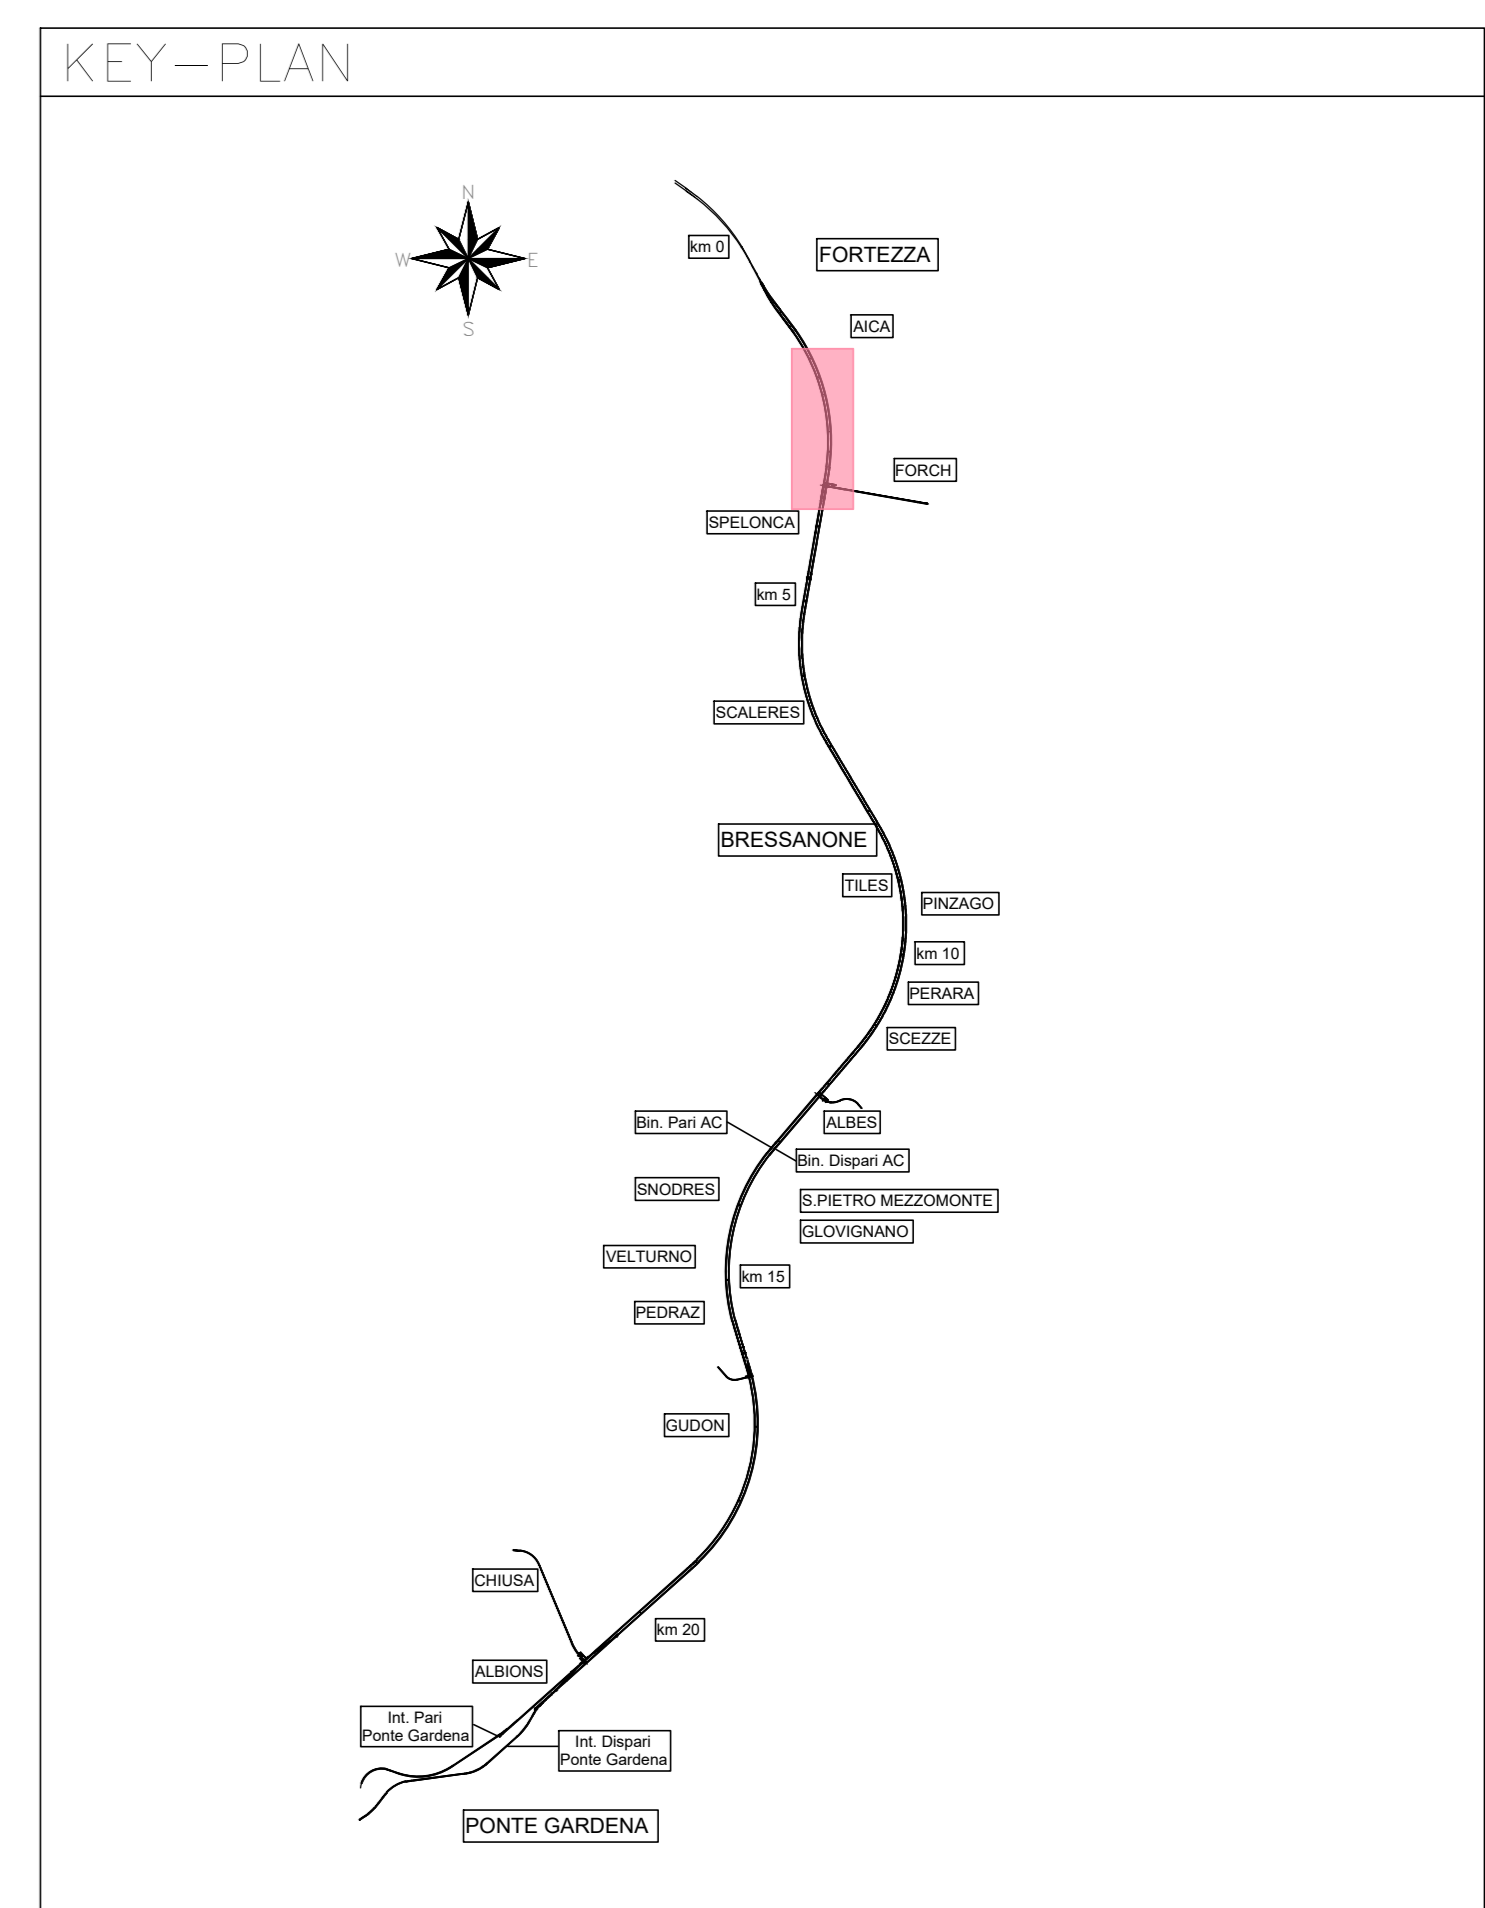 KEY-PLAN
N
W
E
S
km 0
FORTEZZA
AICA
FORCH
SPELONCA
km 5
SCALERES
BRESSANONE
TILES
PINZAGO
km 10
PERARA
SCEZZE
Bin. Pari AC
ALBES
Bin. Dispari AC
SNODRES
S.PIETRO MEZZOMONTE
GLOVIGNANO
VELTURNO
km 15
PEDRAZ
GUDON
CHIUSA
km 20
ALBIONS
Int. Pari
Ponte Gardena
Int. Dispari
Ponte Gardena
PONTE GARDENA